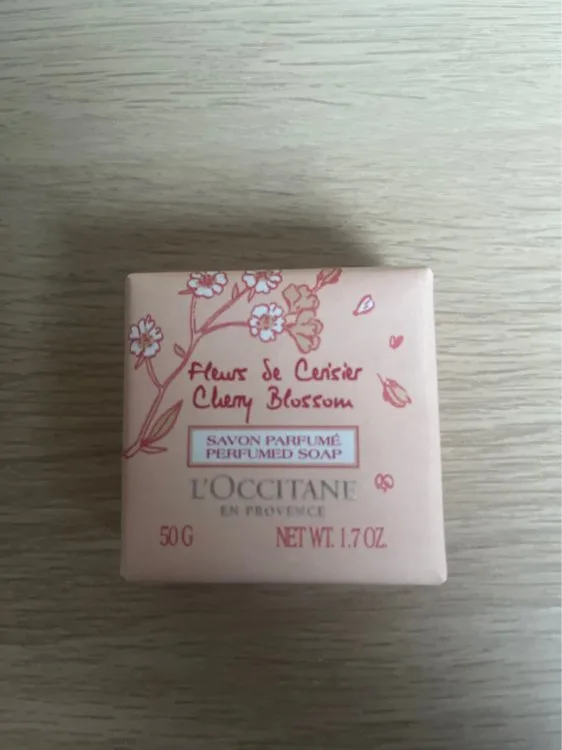 Fleurs de Cerisier
Cherry Blossom
SAVON PARFUMÉ
PERFUMED SOAP
L'OCCITANE
EN PROVENCE
50 G NET WT. 1.7 OZ.